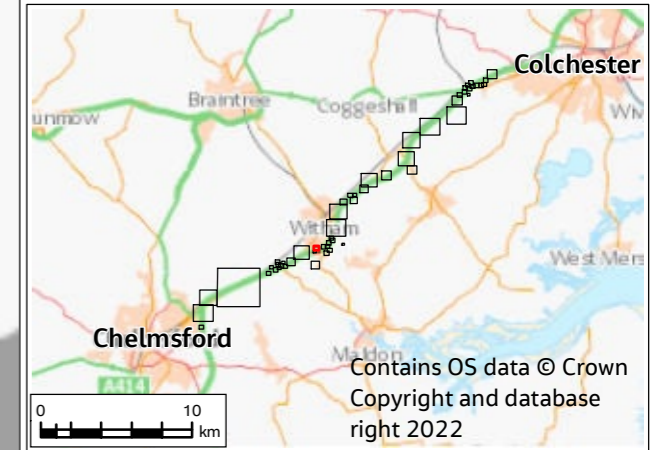 Colchester
Braintree
Coggeshall
unmow
Witham
West Mers
Chelmsford
Maldon
A414
Contains OS data © Crown
Copyright and database
right 2022
0 10
km